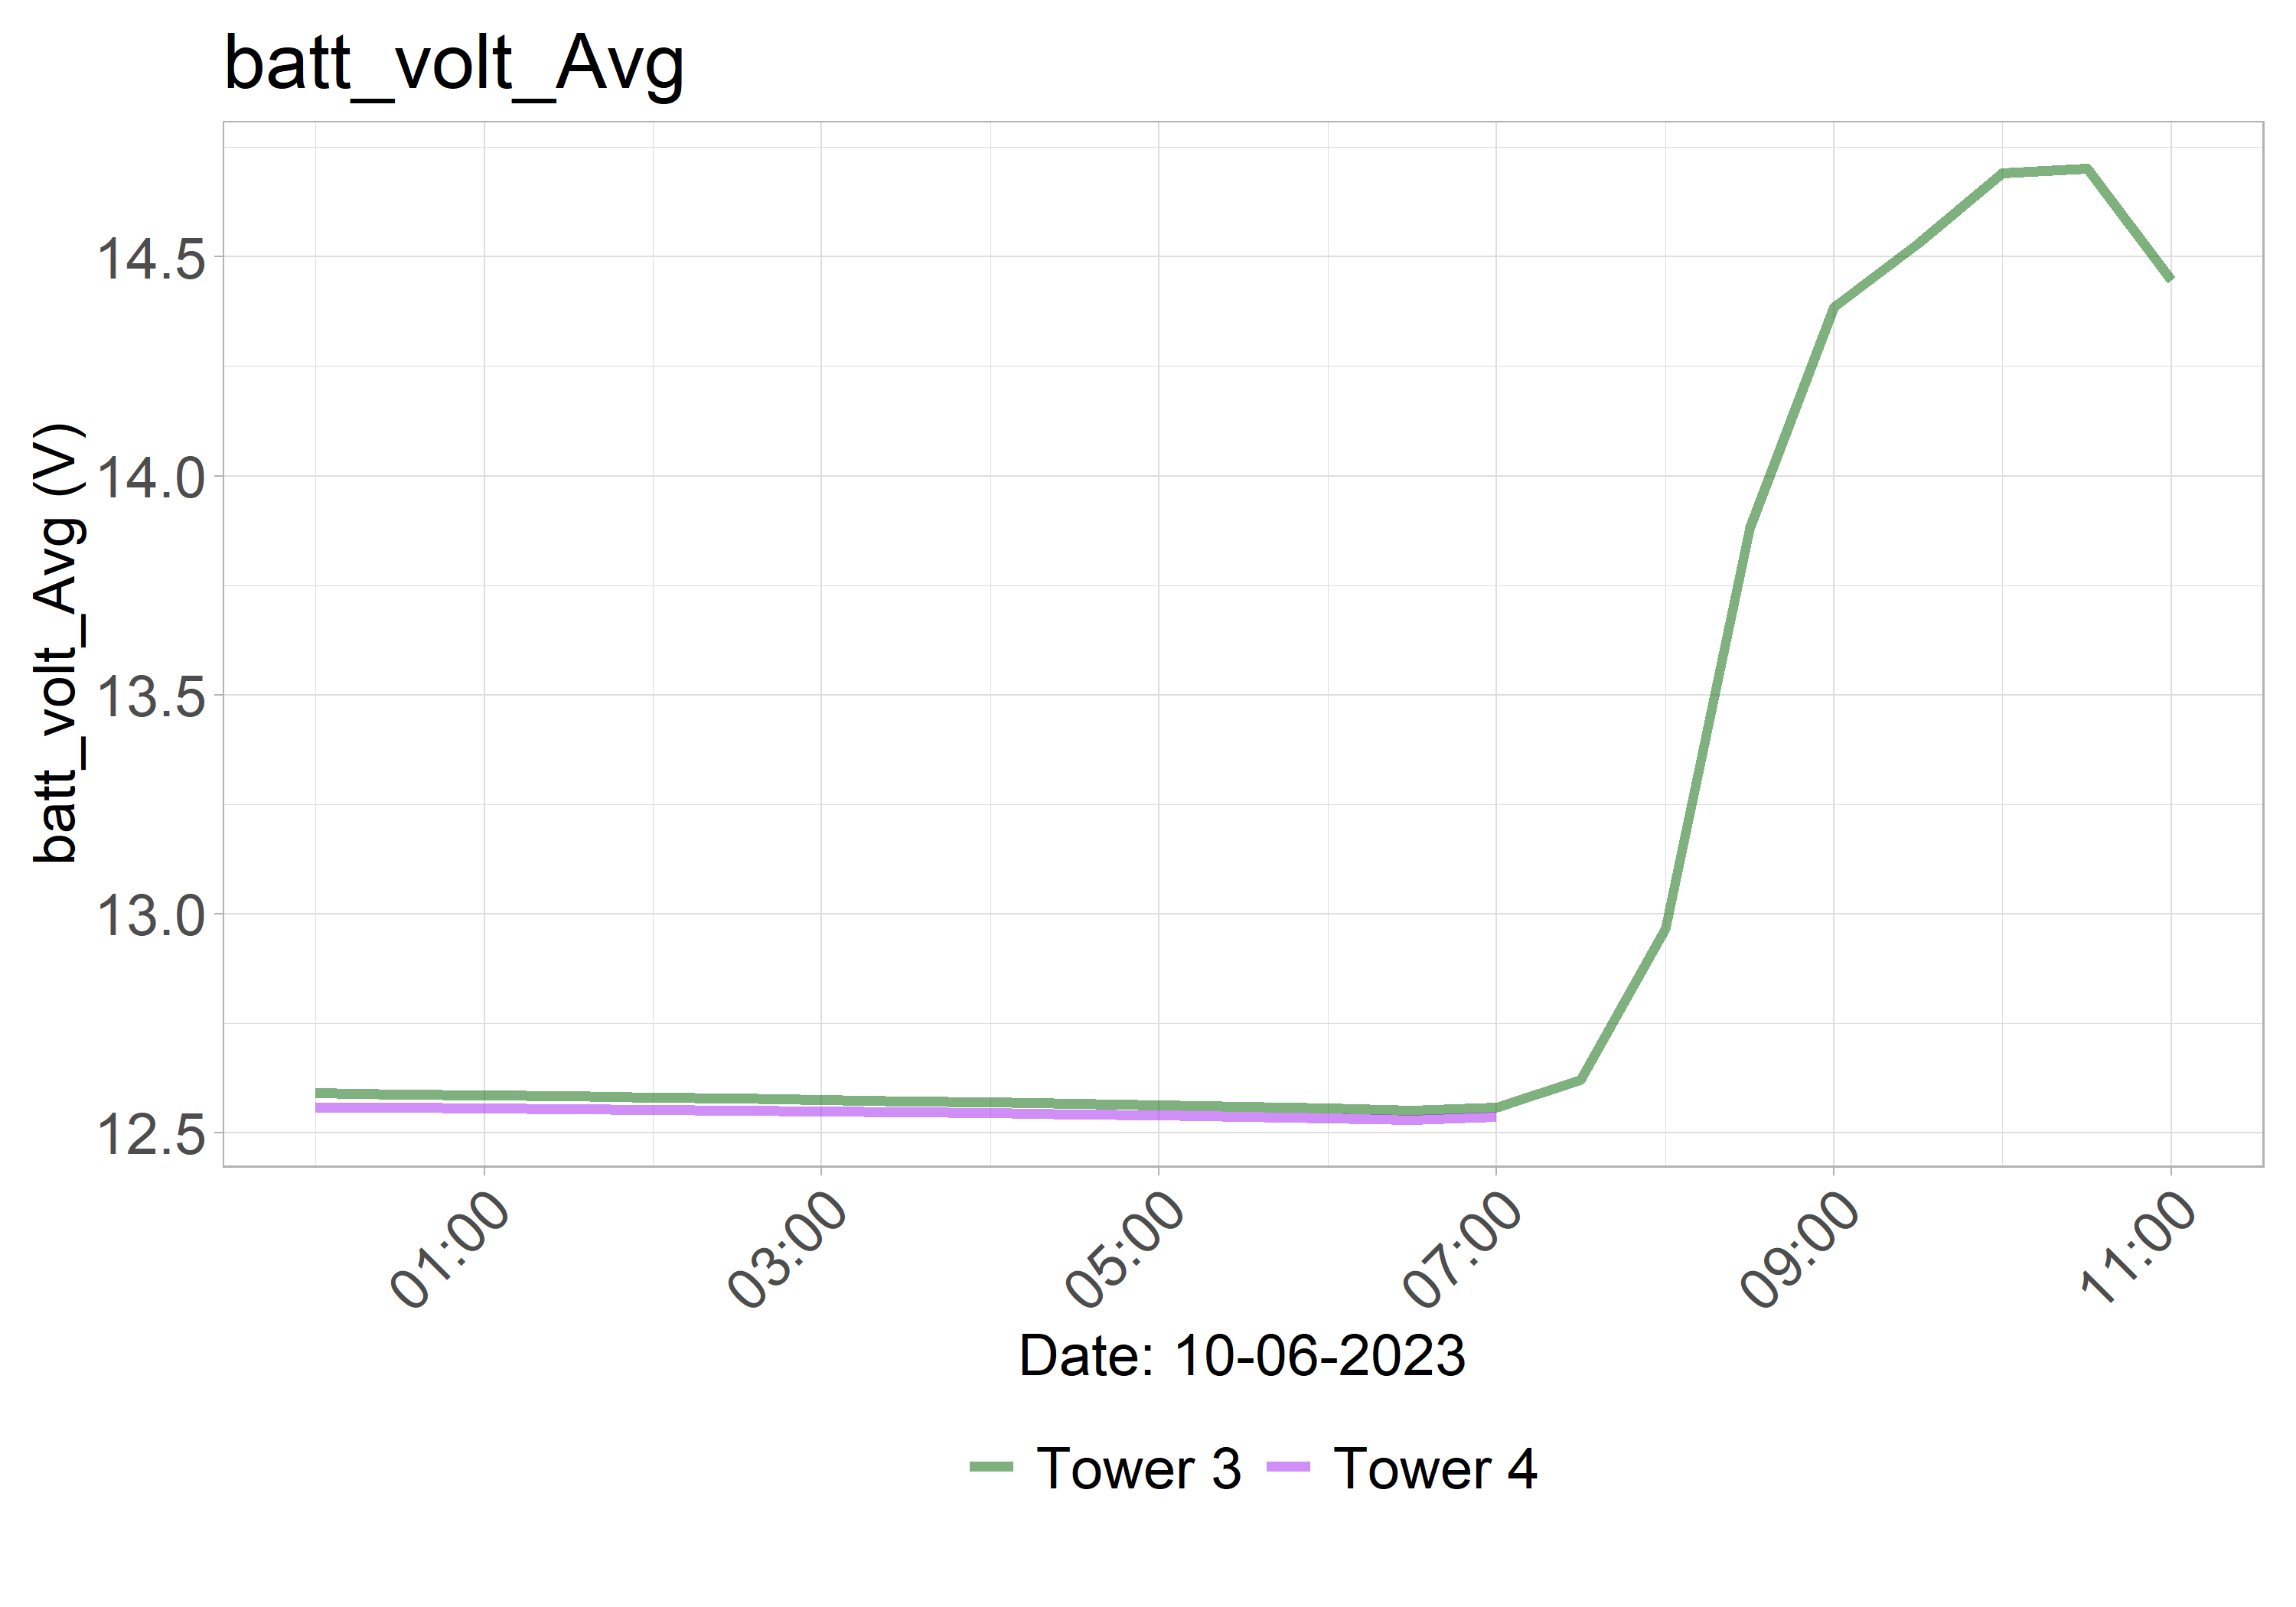 batt_volt_Avg
batt_volt_Avg (V)
14.5
14.0
13.5
13.0
12.5
01:00
03:00
05:00
07:00
09:00
11:00
Date: 10-06-2023
Tower 3
Tower 4